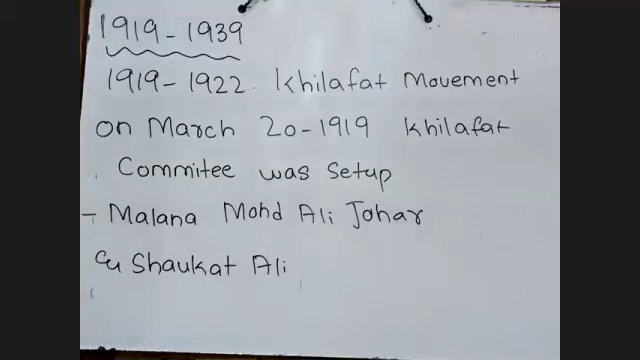 1919-1939
1919-1922. Khilafat Movement
on March 20-1919 Khilafat
Commitee was setup
- Malana Mohd Ali Johar
Shaukat Ali